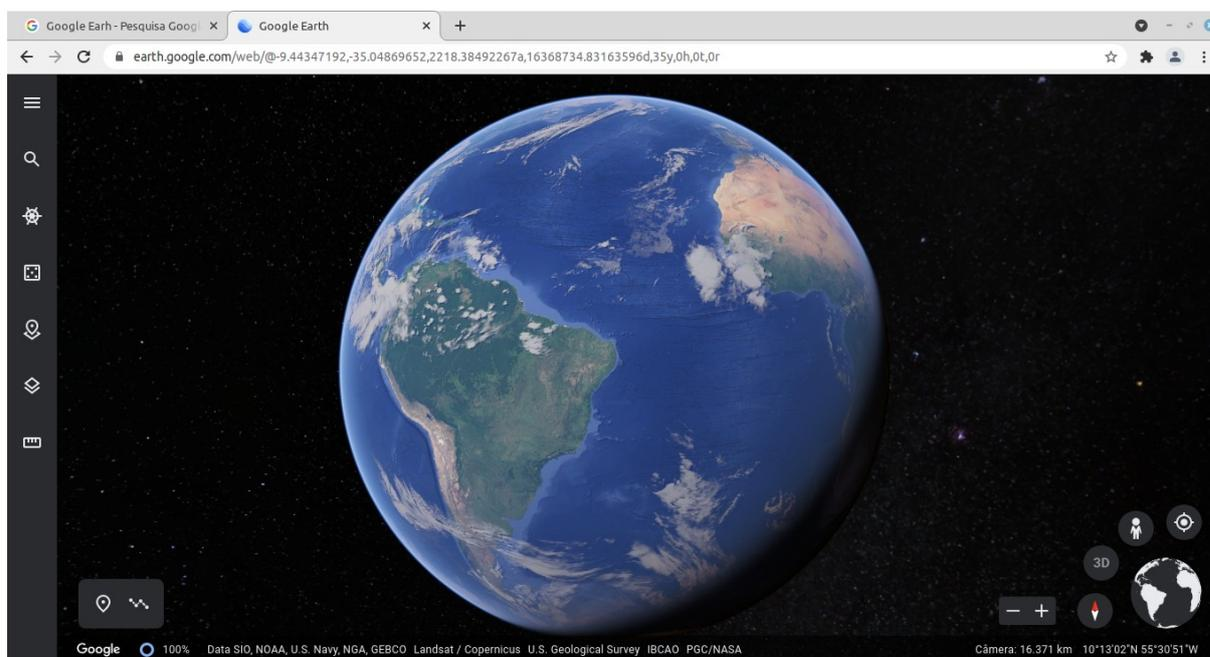 Google Earh - Pesquisa Googl
Google Earth
earth.google.com/web/@-9.44347192,-35.04869652,2218.38492267a,16368734.83163596d,35y,0h,0t,0r
3D
Google 100% Data SIO, NOAA, U.S. Navy, NGA, GEBCO Landsat / Copernicus U.S. Geological Survey IBCAO PGC/NASA Câmera: 16.371 km 10°13'02"N 55°30'51"W